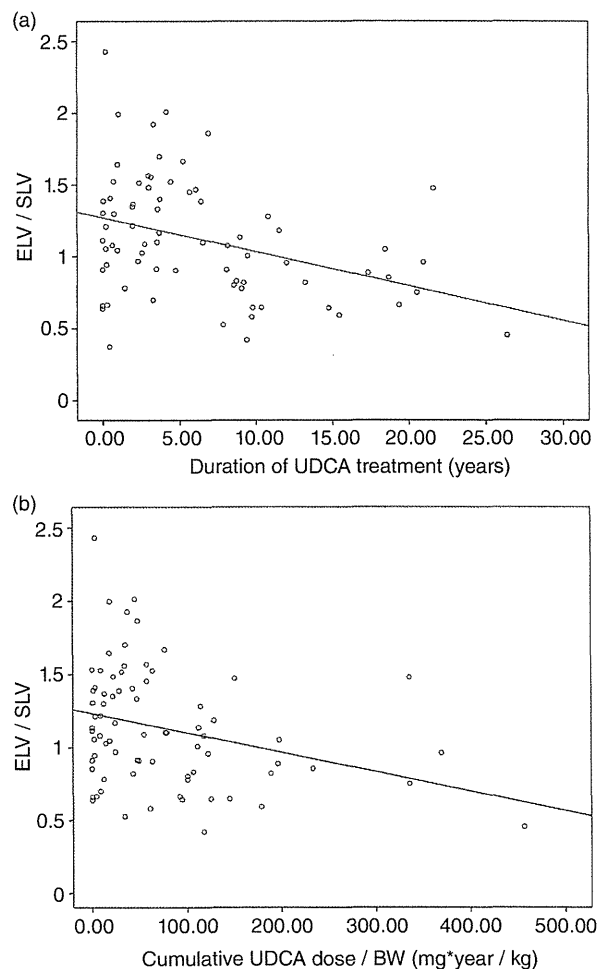 (a)
2.5
2
1.5
1
0.5
0
ELV / SLV
0.00 5.00 10.00 15.00 20.00 25.00 30.00
Duration of UDCA treatment (years)
(b)
2.5
2
1.5
1
0.5
0
ELV / SLV
0.00 100.00 200.00 300.00 400.00 500.00
Cumulative UDCA dose / BW (mg*year / kg)